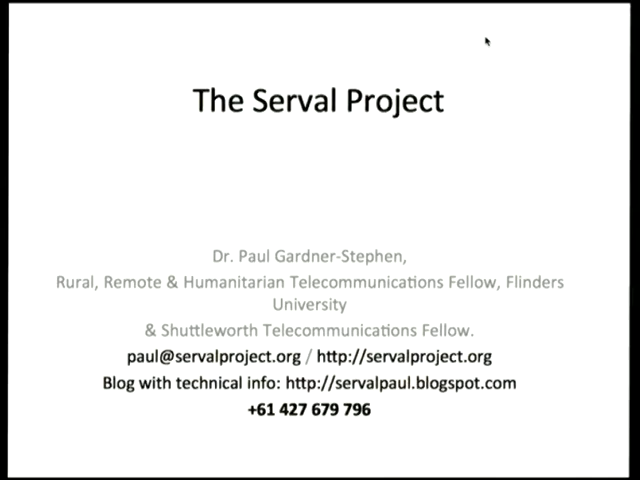 The Serval Project
Dr. Paul Gardner-Stephen,
Rural, Remote & Humanitarian Telecommunications Fellow, Flinders
University
& Shuttleworth Telecommunications Fellow.
paul@servalproject.org / http://servalproject.org
Blog with technical info: http://servalpaul.blogspot.com
+61 427 679 796